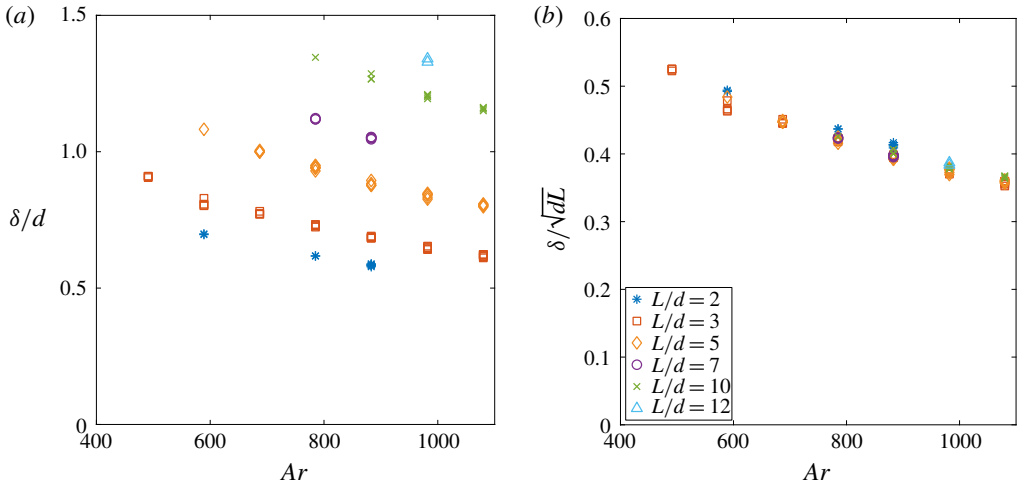 (a)
1.5
1.0
δ/d
0.5
0
400
600
800
1000
Ar
(b)
0.6
0.5
0.4
δ/√dL
0.3
0.2
0.1
0
400
600
800
1000
Ar
L/d = 2
L/d = 3
L/d = 5
L/d = 7
L/d = 10
L/d = 12